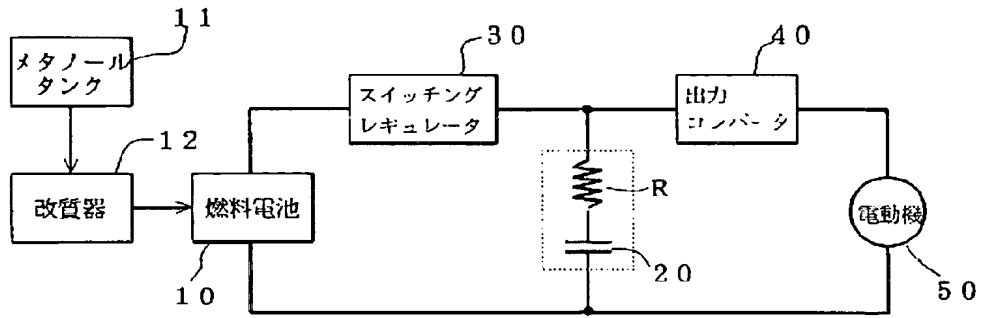 11
メタノール
タンク
12
改質器
燃料電池
10
30
スイッチング
レギュレータ
40
出力
コンバータ
R
20
電動機
50